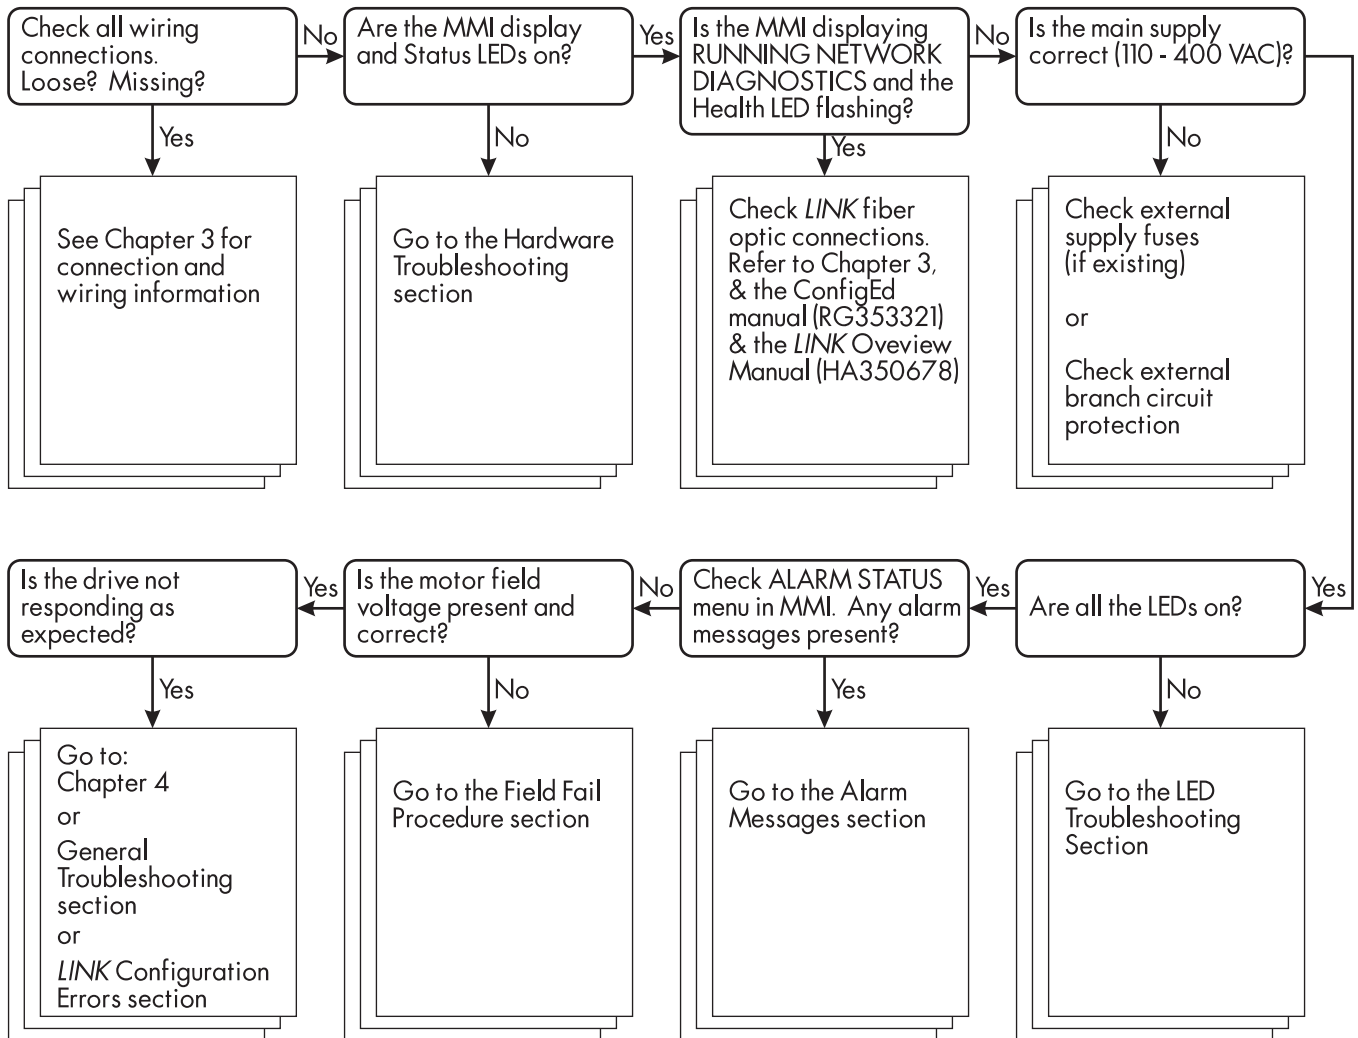 Check all wiring
connections.
Loose? Missing?
No
Are the MMI display
and Status LEDs on?
Yes
Is the MMI displaying
RUNNING NETWORK
DIAGNOSTICS and the
Health LED flashing?
No
Is the main supply
correct (110 - 400 VAC)?
Yes
No
Yes
No
See Chapter 3 for
connection and
wiring information
Go to the Hardware
Troubleshooting
section
Check LINK fiber
optic connections.
Refer to Chapter 3,
& the ConfigEd
manual (RG353321)
& the LINK Oveview
Manual (HA350678)
Check external
supply fuses
(if existing)
or
Check external
branch circuit
protection
Is the drive not
responding as
expected?
Yes
Is the motor field
voltage present and
correct?
No
Check ALARM STATUS
menu in MMI. Any alarm
messages present?
Yes
Are all the LEDs on?
Yes
Yes
No
Yes
No
Go to:
Chapter 4
or
General
Troubleshooting
section
or
LINK Configuration
Errors section
Go to the Field Fail
Procedure section
Go to the Alarm
Messages section
Go to the LED
Troubleshooting
Section